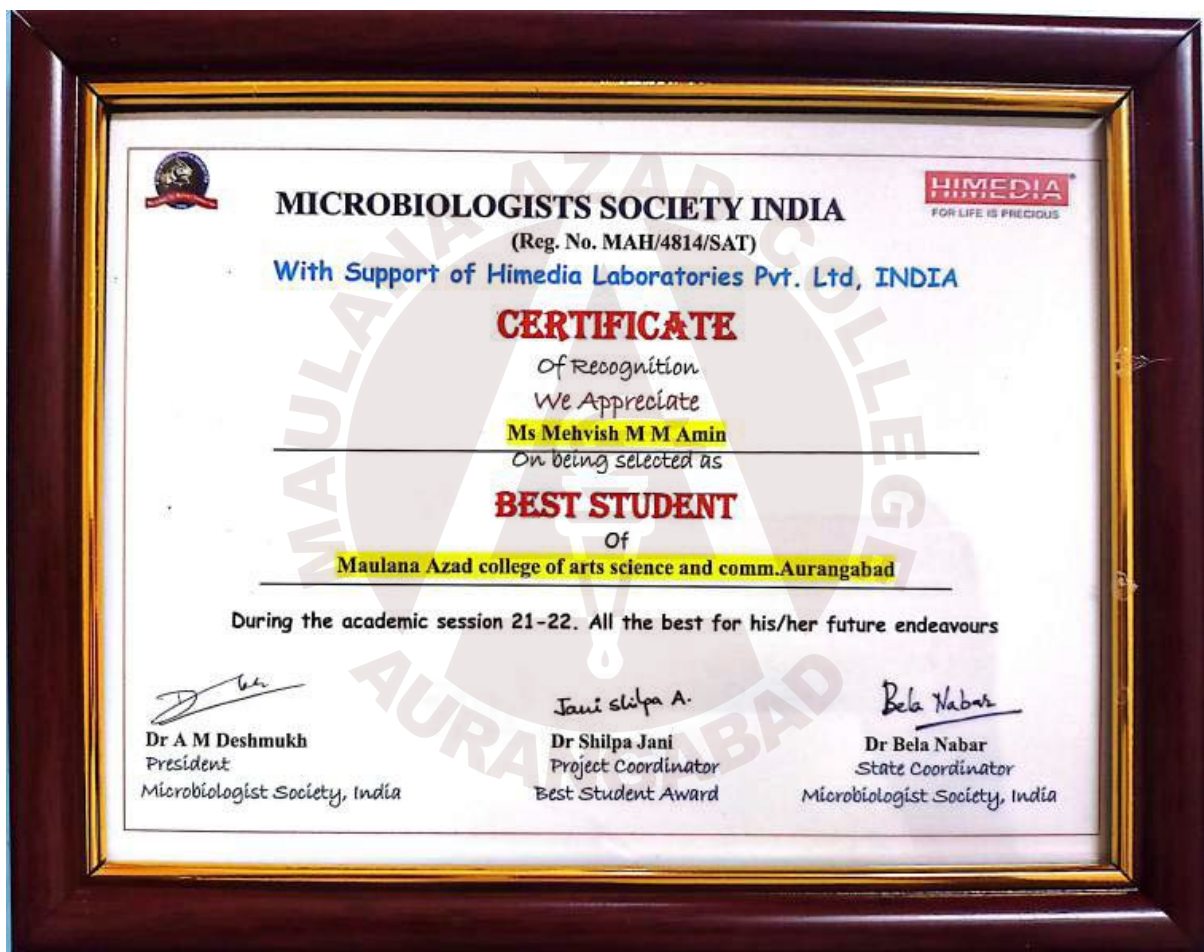 HIMEDIA
FOR LIFE IS PRECIOUS
MICROBIOLOGISTS SOCIETY INDIA
(Reg. No. MAH/4814/SAT)
With Support of Himedia Laboratories Pvt. Ltd, INDIA
CERTIFICATE
Of Recognition
We Appreciate
Ms Mehvish M M Amin
On being selected as
BEST STUDENT
Of
Maulana Azad college of arts science and comm.Aurangabad
During the academic session 21-22. All the best for his/her future endeavours
Jani Shilpa A.
Bela Nabar
Dr A M Deshmukh
President
Microbiologist Society, India
Dr Shilpa Jani
Project Coordinator
Best Student Award
Dr Bela Nabar
State Coordinator
Microbiologist Society, India
MAULANA AZAD COLLEGE
AURANGABAD